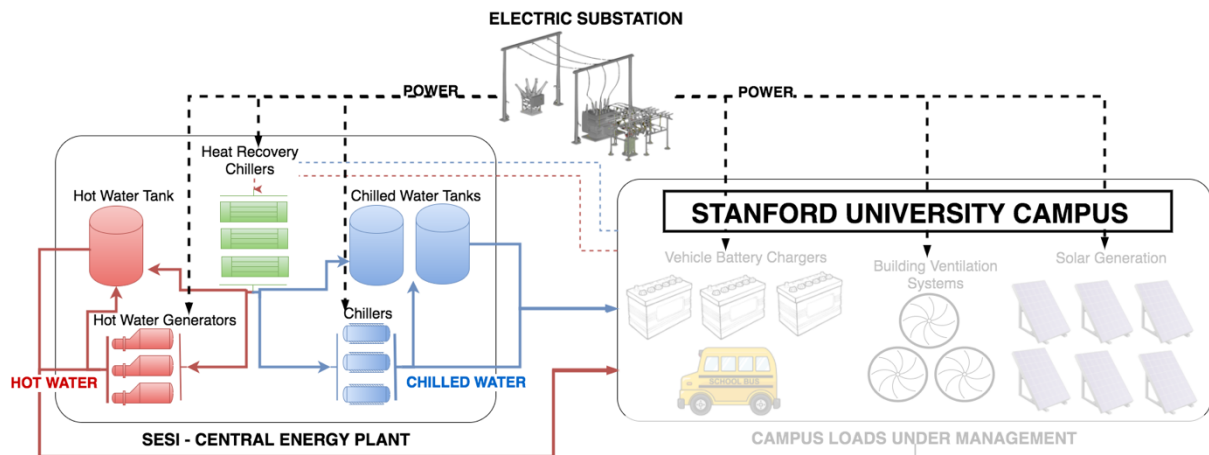 ELECTRIC SUBSTATION
POWER
POWER
Heat Recovery
Chillers
Hot Water Tank
Chilled Water Tanks
STANFORD UNIVERSITY CAMPUS
Vehicle Battery Chargers
Building Ventilation
Systems
Solar Generation
Hot Water Generators
Chillers
HOT WATER
CHILLED WATER
SCHOOL BUS
SESI - CENTRAL ENERGY PLANT
CAMPUS LOADS UNDER MANAGEMENT